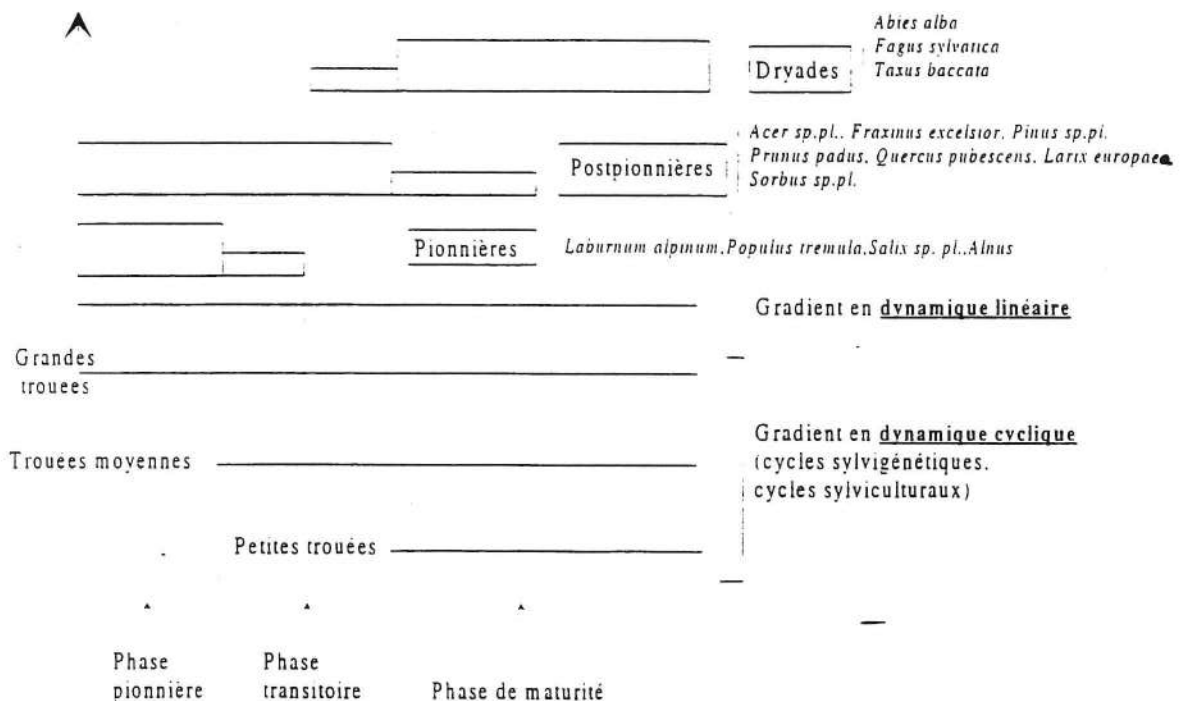 Abies alba
Fagus sylvatica
Dryades
Taxus baccata
Acer sp.pl., Fraxinus excelsior, Pinus sp.pl.
Prunus padus, Quercus pubescens, Larix europaea
Postpionnières
Sorbus sp.pl.
Pionnières
Laburnum alpinum,Populus tremula,Salix sp. pl.,Alnus
Gradient en dynamique linéaire
Grandes
trouées
Gradient en dynamique cyclique
Trouées moyennes
(cycles sylvigénétiques,
cycles sylviculturaux)
Petites trouées
Phase
pionnière
Phase
transitoire
Phase de maturité